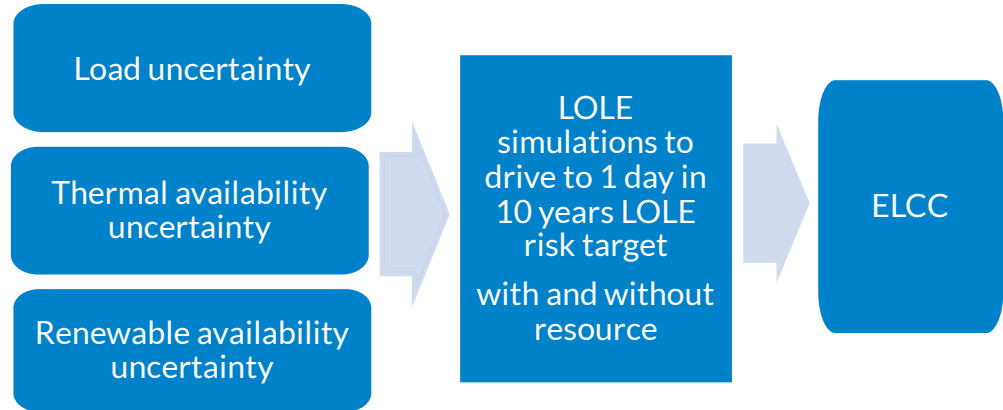 Load uncertainty
Thermal availability
uncertainty
Renewable availability
uncertainty
LOLE
simulations to
drive to 1 day in
10 years LOLE
risk target
with and without
resource
ELCC